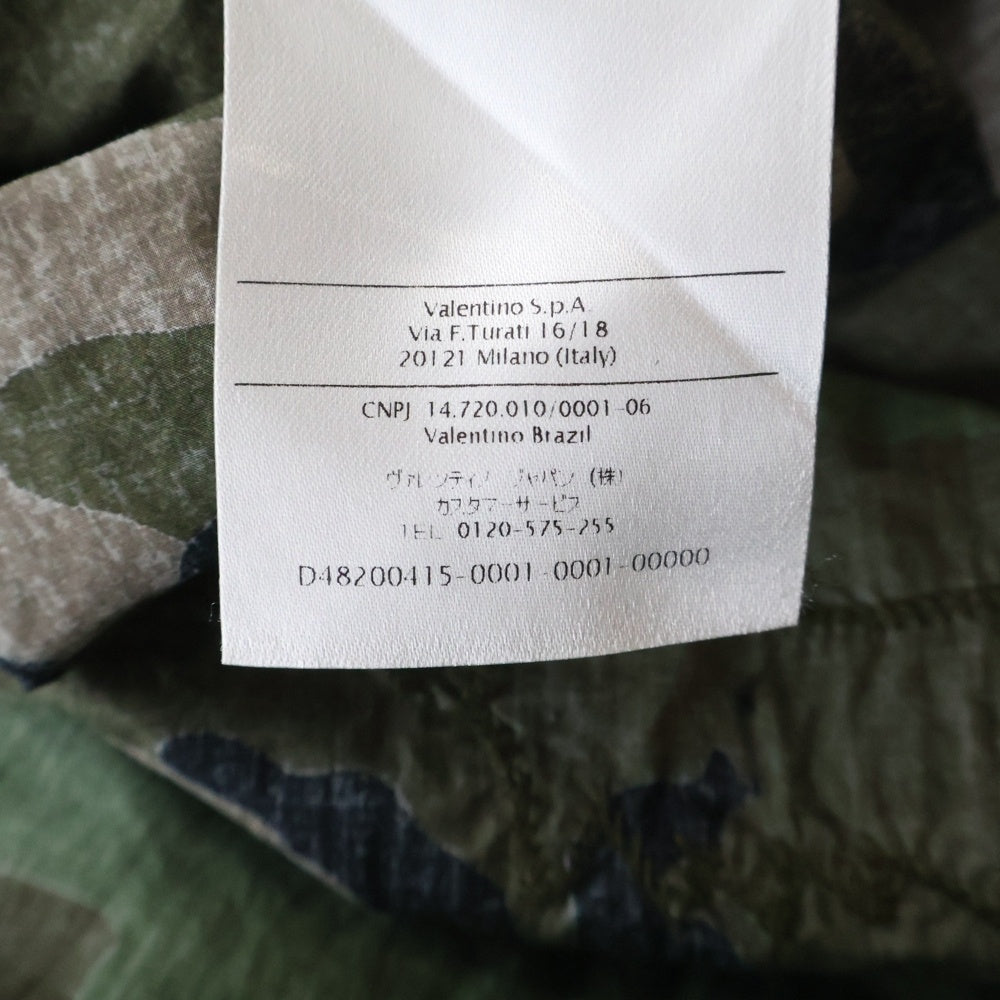 Valentino S.p.A.
Via F.Turati 16/18
20121 Milano (Italy)
CNPJ 14.720.010/0001-06
Valentino Brazil
ヴァレンティノ ジャパン (株)
カスタマーサービス
TEL 0120-575-255
D48200415-0001-0001-00000